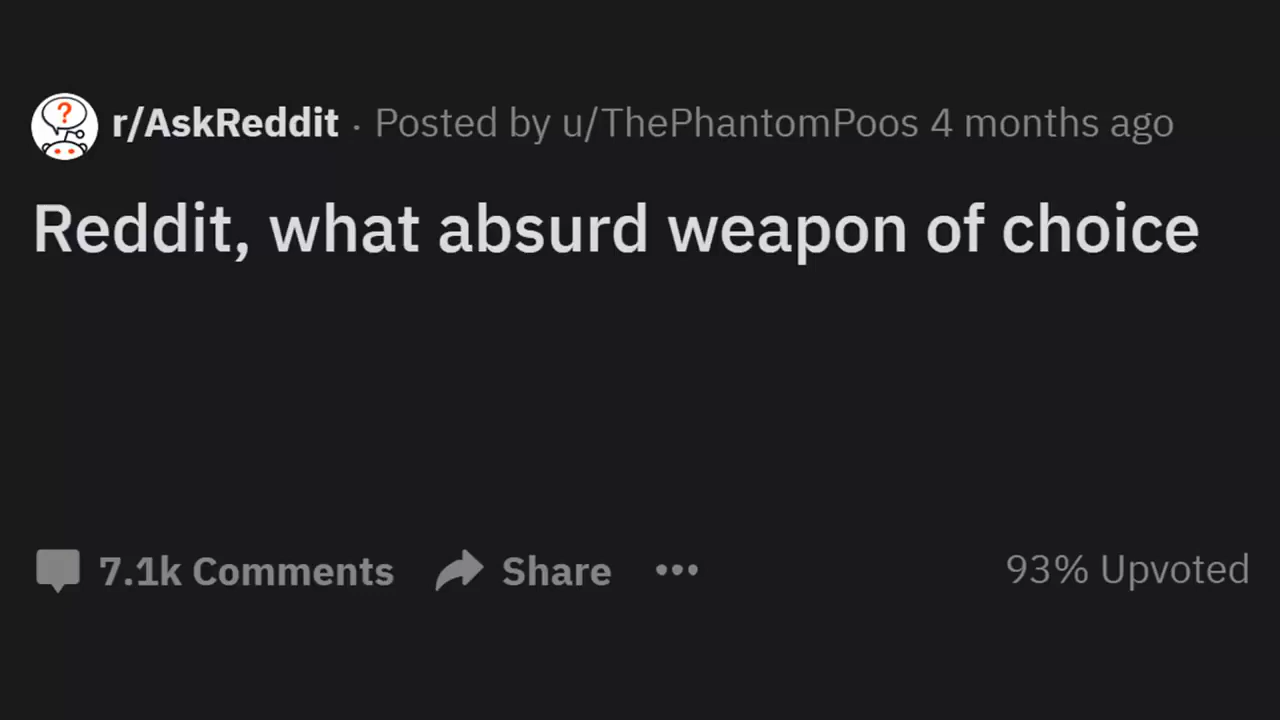 r/AskReddit · Posted by u/ThePhantomPoos 4 months ago
Reddit, what absurd weapon of choice
7.1k Comments Share ••• 93% Upvoted